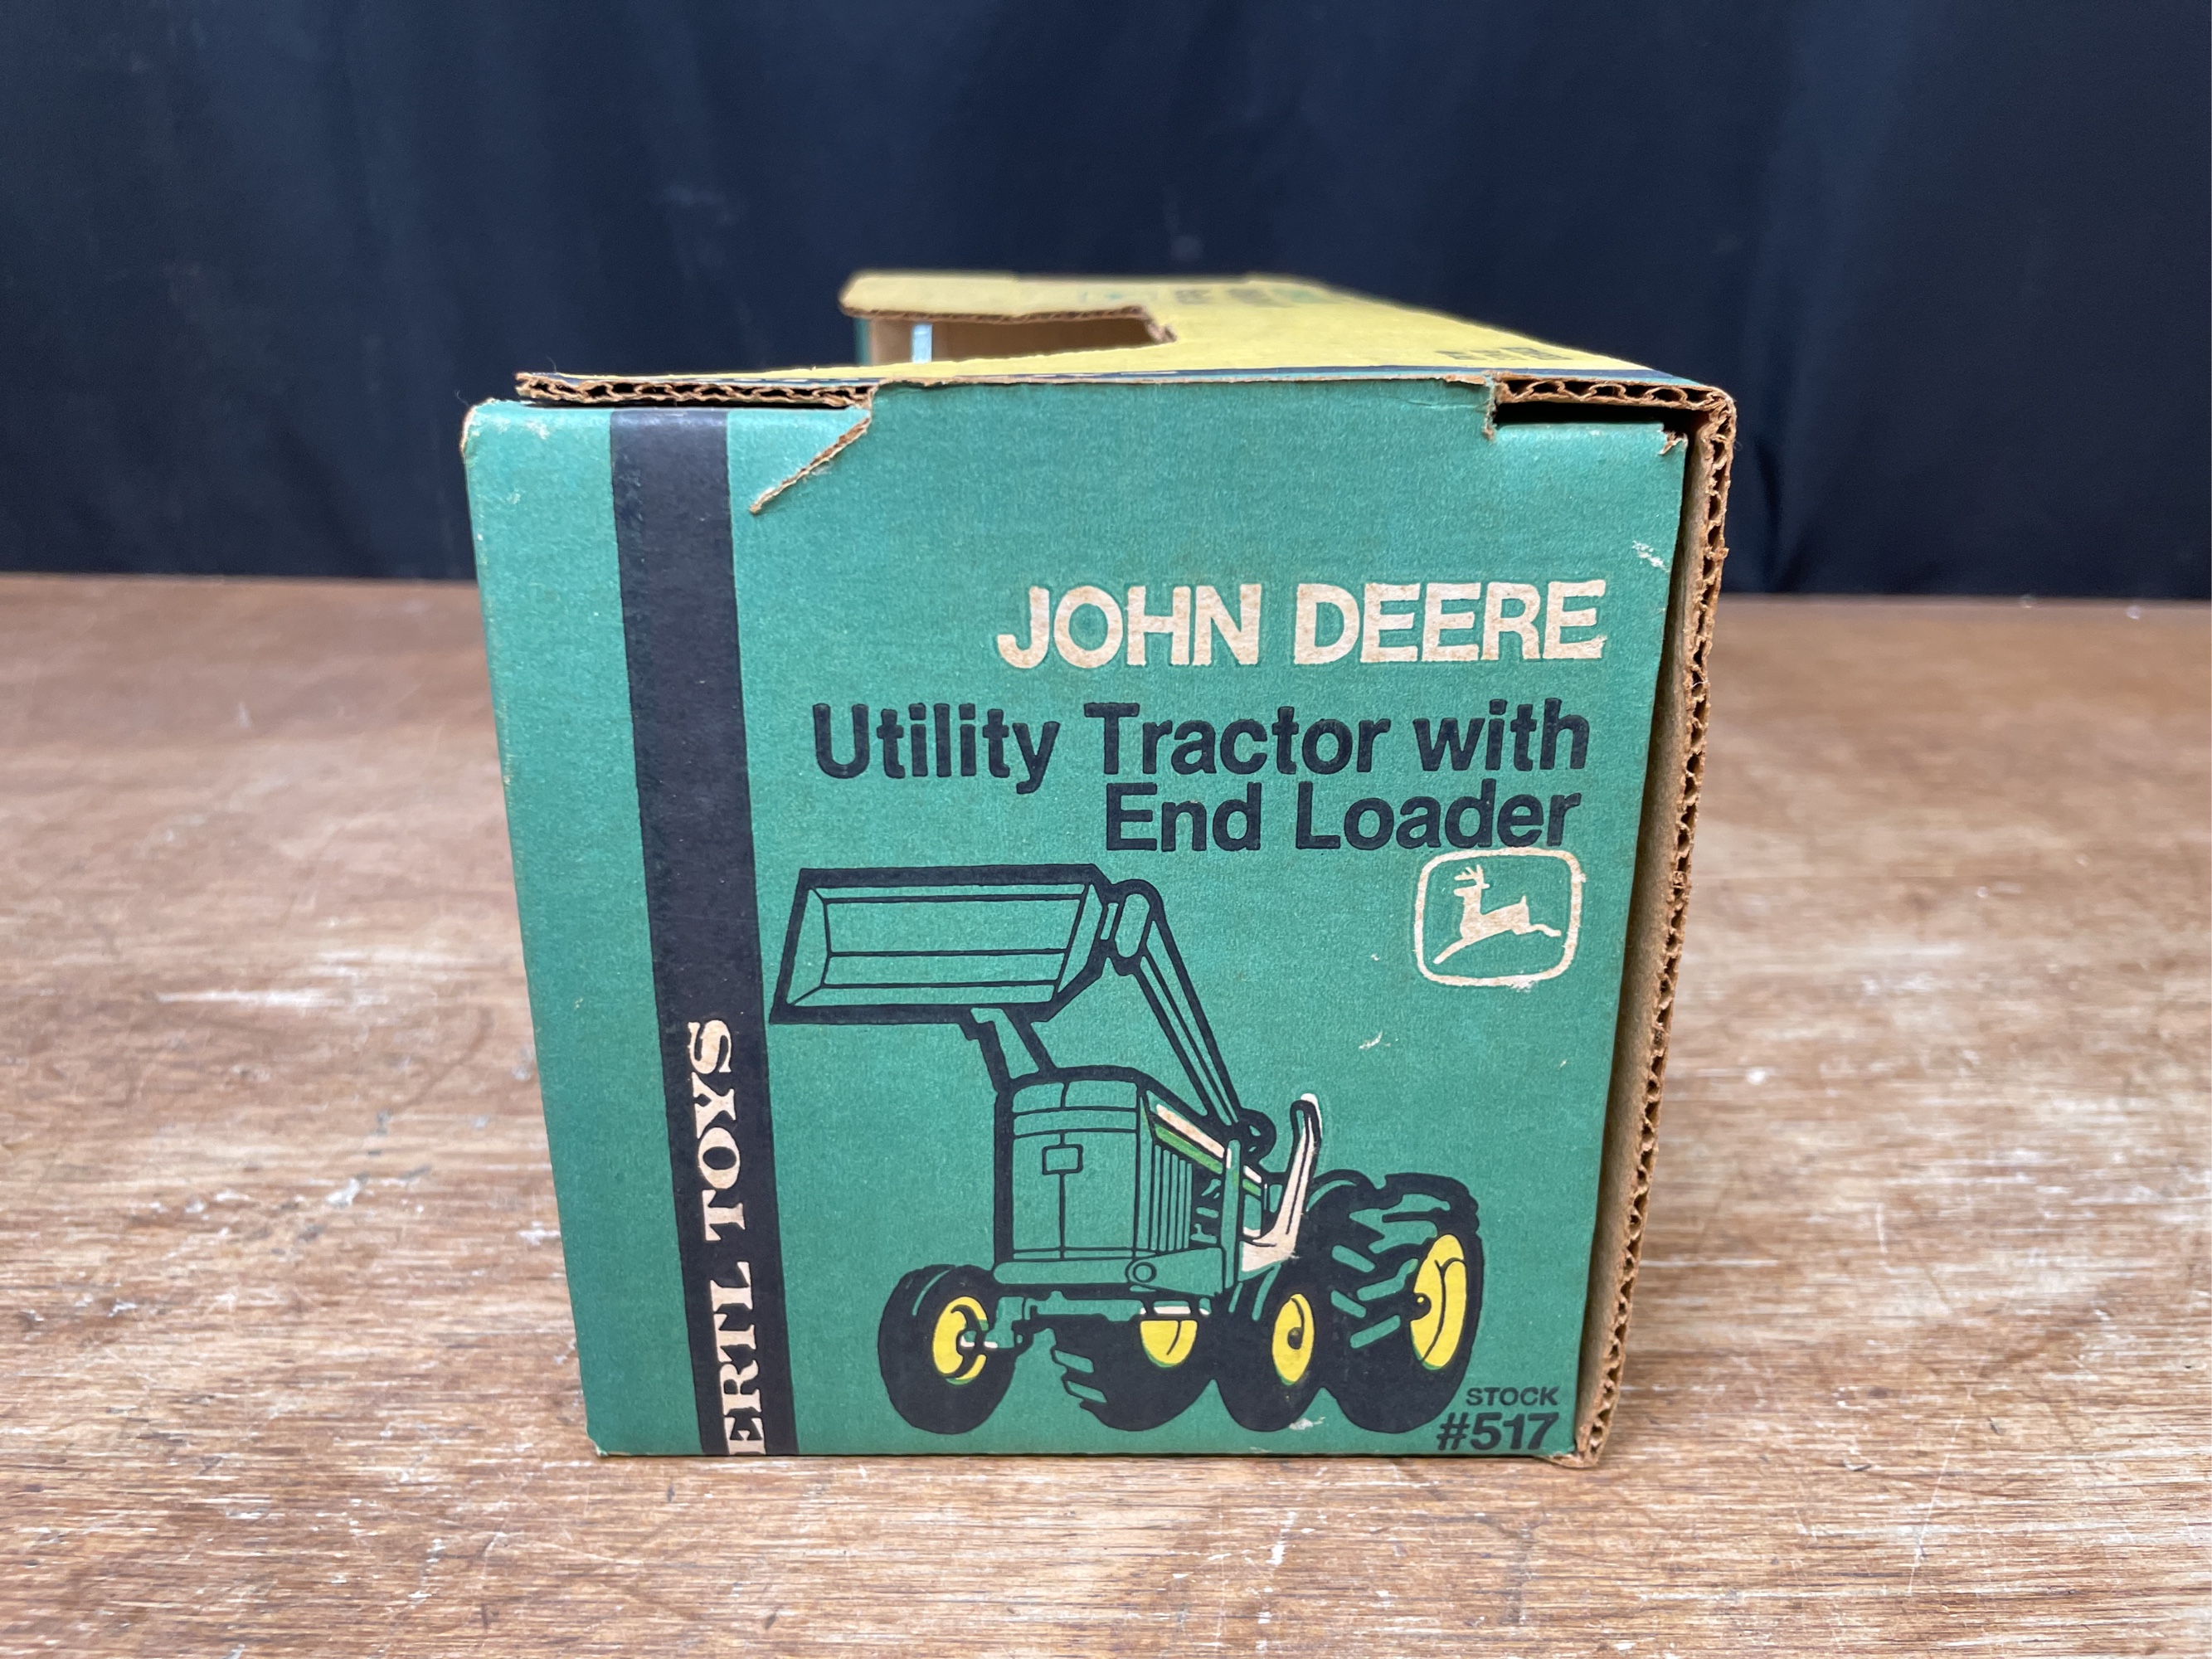 JOHN DEERE
Utility Tractor with
End Loader
ERTL TOYS
STOCK
#517